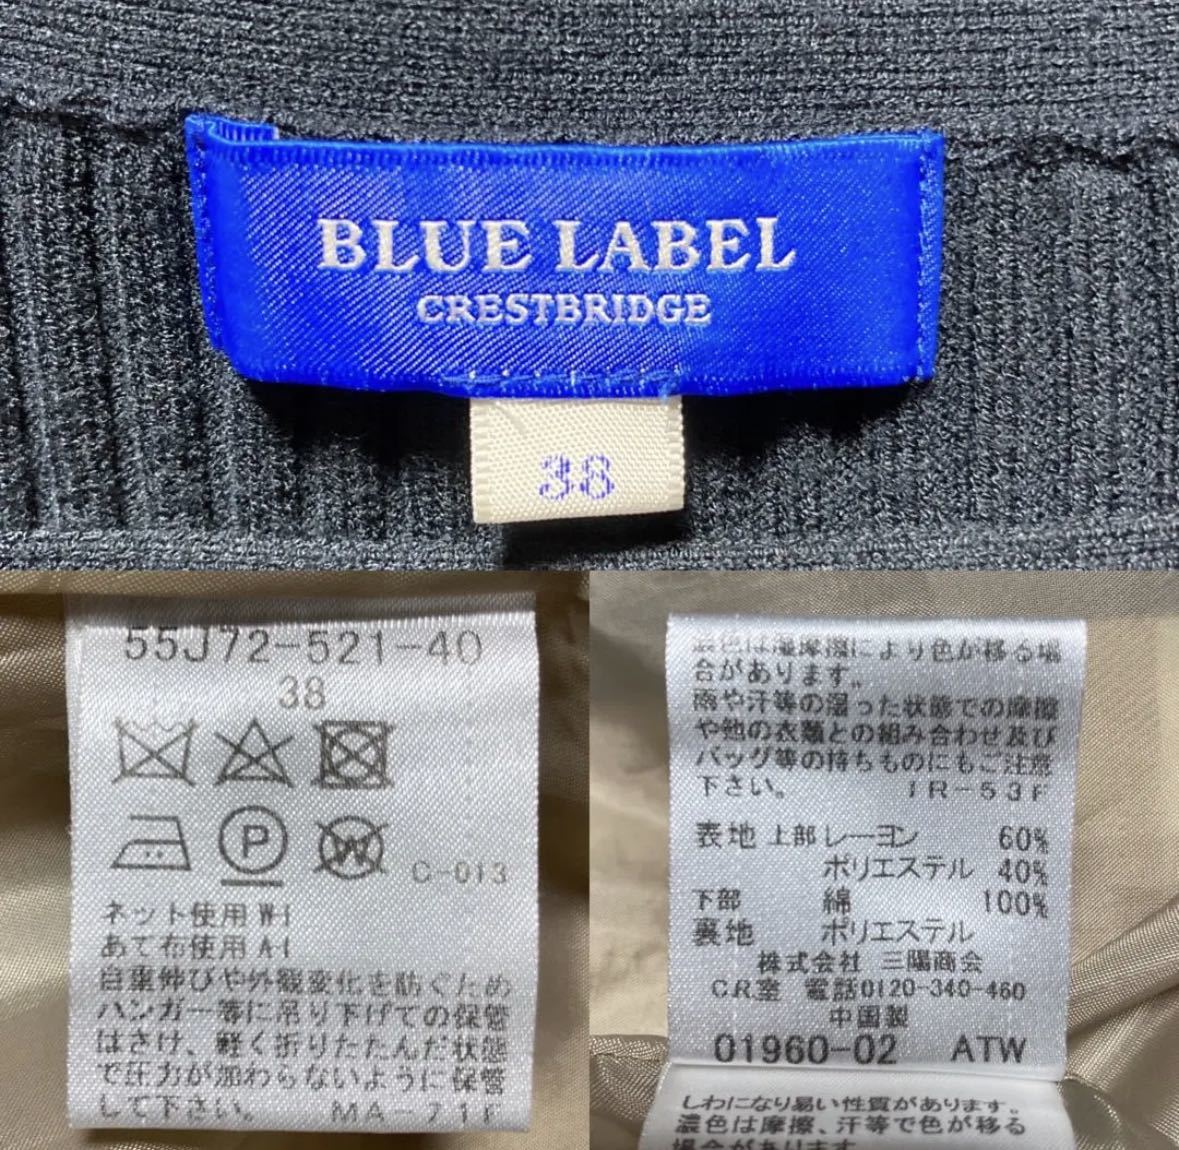 BLUE LABEL
CRESTBRIDGE
38
55J72-521-40
38
P
W
C-013
ネット使用 W-1
あて布使用 A-1
自重伸びや外観変化を防ぐため
ハンガー等に吊り下げての保管
はさけ、軽く折りたたんだ状態
で圧力が加わらないように保管
して下さい。 MA-71F
濃色は湿摩擦により色が移る場
合があります。
雨や汗等の湿った状態での摩擦
や他の衣類との組み合わせ及び
バッグ等の持ちものにもご注意
下さい。 IR-53F
表地 上部 レーヨン 60%
ポリエステル 40%
下部 綿 100%
裏地 ポリエステル
株式会社 三陽商会
C.R.室 電話0120-340-460
中国製
01960-02 ATW
しわになり易い性質があります。
濃色は摩擦、汗等で色が移る
場合があります